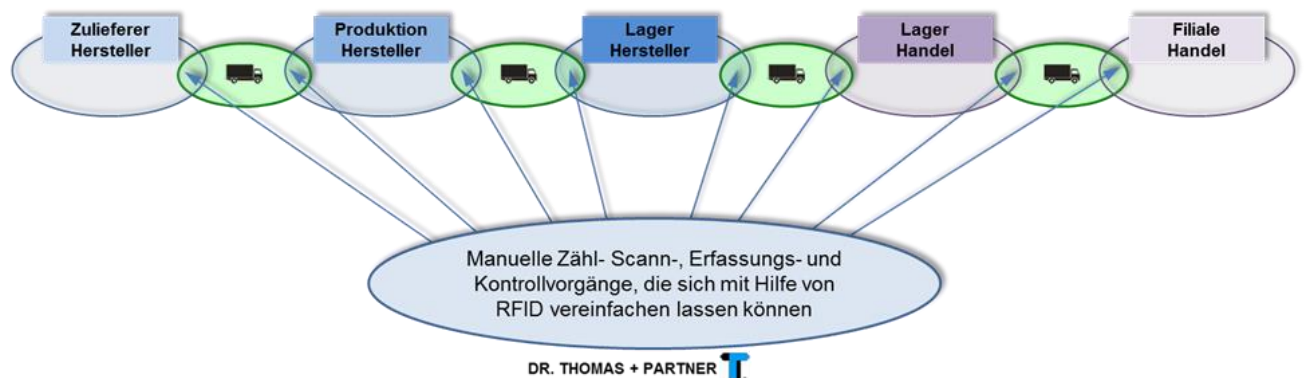 Zulieferer
Hersteller
Produktion
Hersteller
Lager
Hersteller
Lager
Handel
Filiale
Handel
Manuelle Zähl- Scann-, Erfassungs- und
Kontrollvorgänge, die sich mit Hilfe von
RFID vereinfachen lassen können
DR. THOMAS + PARTNER